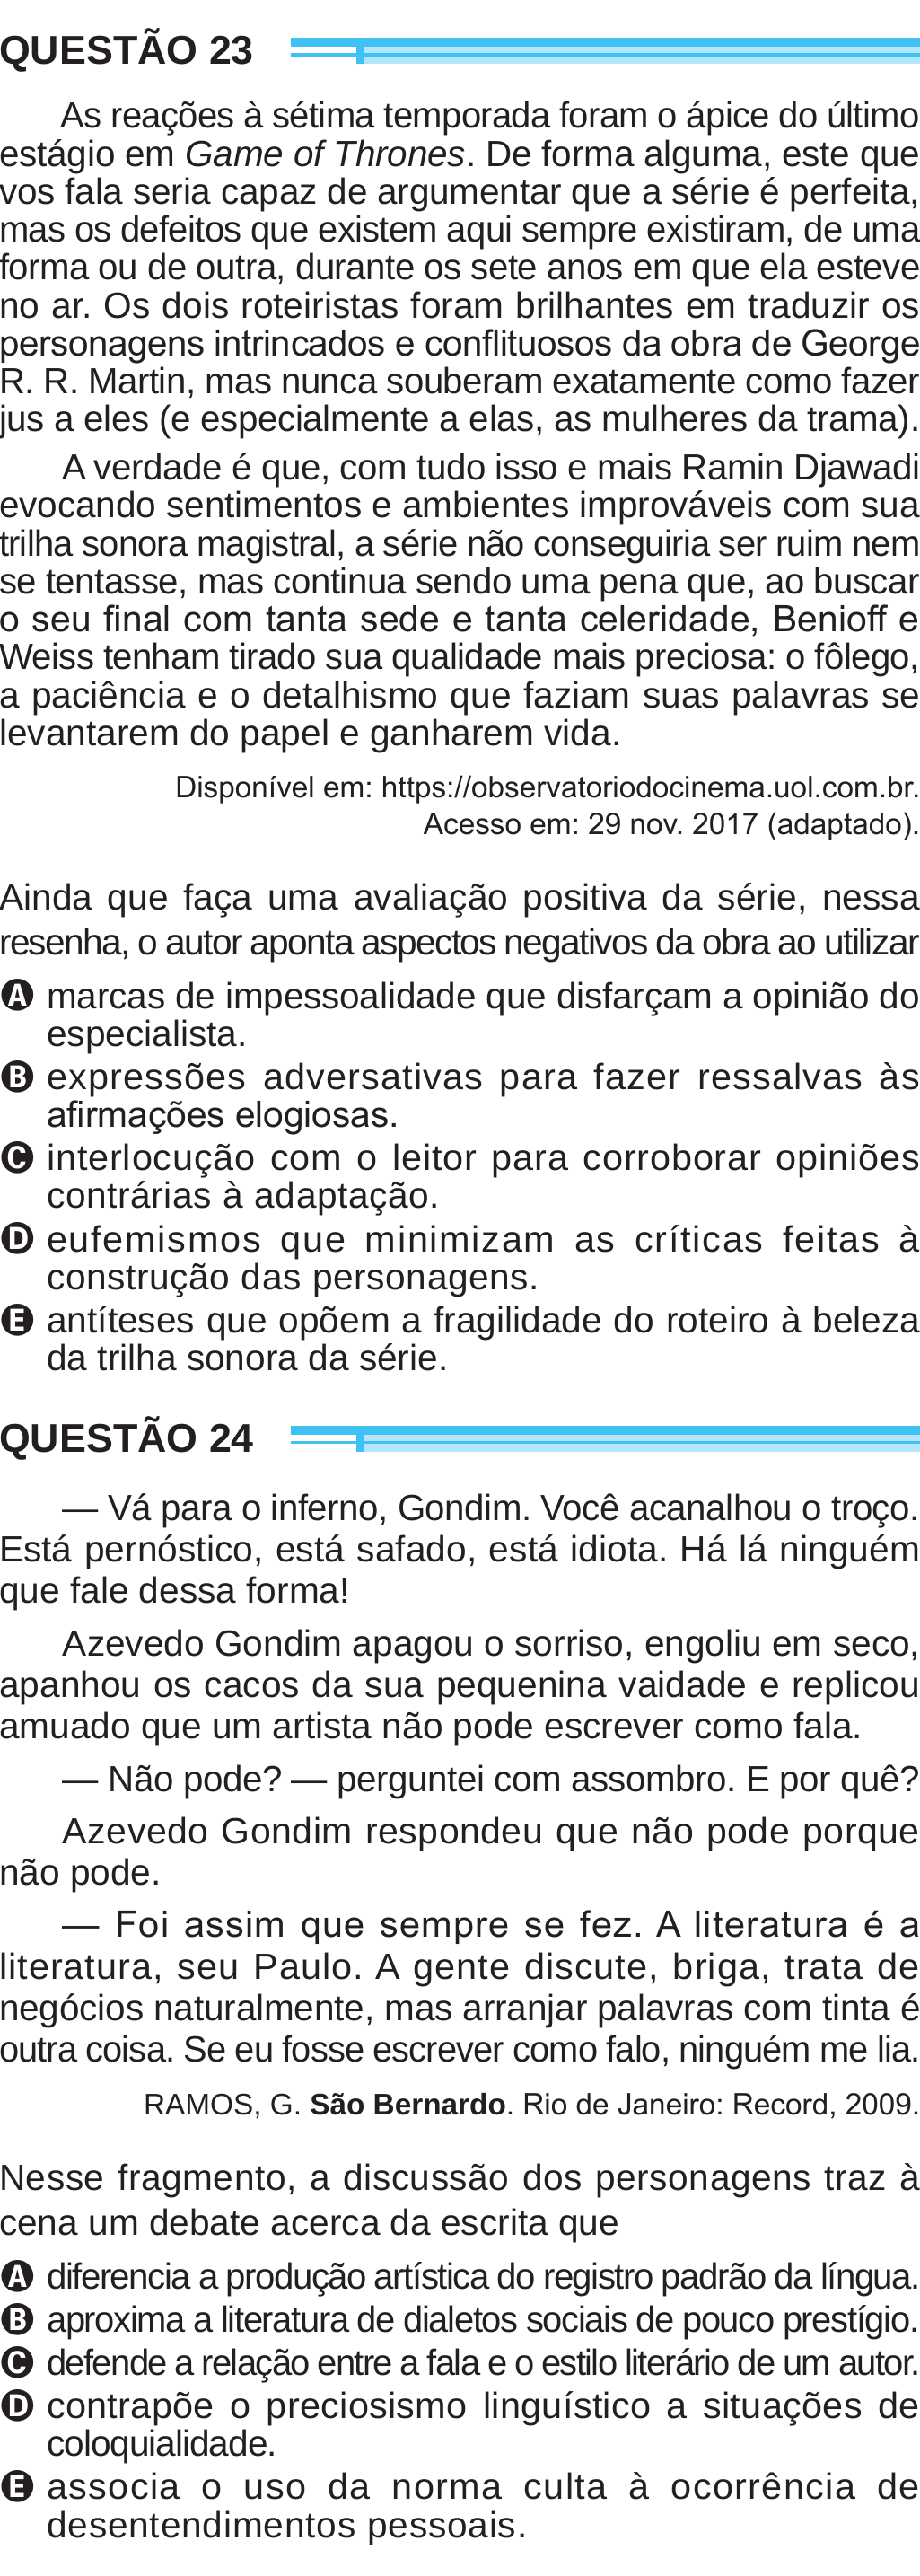 QUESTÃO 23
As reações à sétima temporada foram o ápice do último
estágio em Game of Thrones. De forma alguma, este que
vos fala seria capaz de argumentar que a série é perfeita,
mas os defeitos que existem aqui sempre existiram, de uma
forma ou de outra, durante os sete anos em que ela esteve
no ar. Os dois roteiristas foram brilhantes em traduzir os
personagens intrincados e conflituosos da obra de George
R. R. Martin, mas nunca souberam exatamente como fazer
jus a eles (e especialmente a elas, as mulheres da trama).
A verdade é que, com tudo isso e mais Ramin Djawadi
evocando sentimentos e ambientes improváveis com sua
trilha sonora magistral, a série não conseguiria ser ruim nem
se tentasse, mas continua sendo uma pena que, ao buscar
o seu final com tanta sede e tanta celeridade, Benioff e
Weiss tenham tirado sua qualidade mais preciosa: o fôlego,
a paciência e o detalhismo que faziam suas palavras se
levantarem do papel e ganharem vida.
Disponível em: https://observatoriodocinema.uol.com.br.
Acesso em: 29 nov. 2017 (adaptado).
Ainda que faça uma avaliação positiva da série, nessa
resenha, o autor aponta aspectos negativos da obra ao utilizar
A marcas de impessoalidade que disfarçam a opinião do
especialista.
B expressões adversativas para fazer ressalvas às
afirmações elogiosas.
C interlocução com o leitor para corroborar opiniões
contrárias à adaptação.
D eufemismos que minimizam as críticas feitas à
construção das personagens.
E antíteses que opõem a fragilidade do roteiro à beleza
da trilha sonora da série.
QUESTÃO 24
— Vá para o inferno, Gondim. Você acanalhou o troço.
Está pernóstico, está safado, está idiota. Há lá ninguém
que fale dessa forma!
Azevedo Gondim apagou o sorriso, engoliu em seco,
apanhou os cacos da sua pequenina vaidade e replicou
amuado que um artista não pode escrever como fala.
— Não pode? — perguntei com assombro. E por quê?
Azevedo Gondim respondeu que não pode porque
não pode.
— Foi assim que sempre se fez. A literatura é a
literatura, seu Paulo. A gente discute, briga, trata de
negócios naturalmente, mas arranjar palavras com tinta é
outra coisa. Se eu fosse escrever como falo, ninguém me lia.
RAMOS, G. São Bernardo. Rio de Janeiro: Record, 2009.
Nesse fragmento, a discussão dos personagens traz à
cena um debate acerca da escrita que
A diferencia a produção artística do registro padrão da língua.
B aproxima a literatura de dialetos sociais de pouco prestígio.
C defende a relação entre a fala e o estilo literário de um autor.
D contrapõe o preciosismo linguístico a situações de
coloquialidade.
E associa o uso da norma culta à ocorrência de
desentendimentos pessoais.